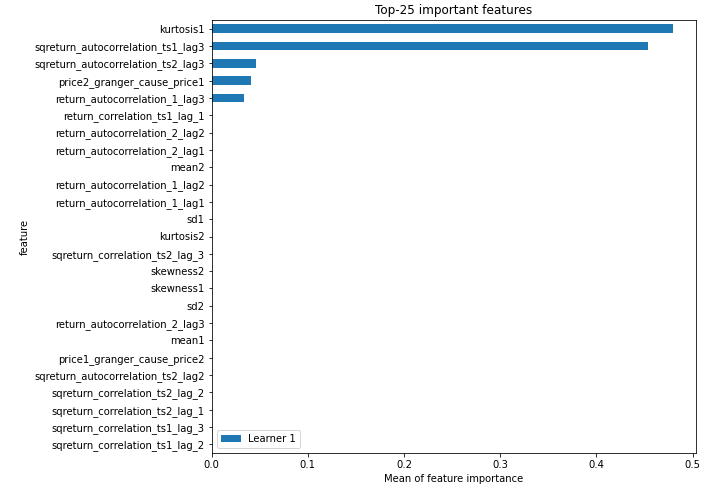 Top-25 important features
kurtosis1
sqreturn_autocorrelation_ts1_lag3
sqreturn_autocorrelation_ts2_lag3
price2_granger_cause_price1
return_autocorrelation_1_lag3
return_correlation_ts1_lag_1
return_autocorrelation_2_lag2
return_autocorrelation_2_lag1
mean2
return_autocorrelation_1_lag2
return_autocorrelation_1_lag1
sd1
kurtosis2
sqreturn_correlation_ts2_lag_3
skewness2
skewness1
sd2
return_autocorrelation_2_lag3
mean1
price1_granger_cause_price2
sqreturn_autocorrelation_ts2_lag2
sqreturn_correlation_ts2_lag_2
sqreturn_correlation_ts2_lag_1
sqreturn_correlation_ts1_lag_3
sqreturn_correlation_ts1_lag_2
feature
Learner 1
0.0 0.1 0.2 0.3 0.4 0.5
Mean of feature importance